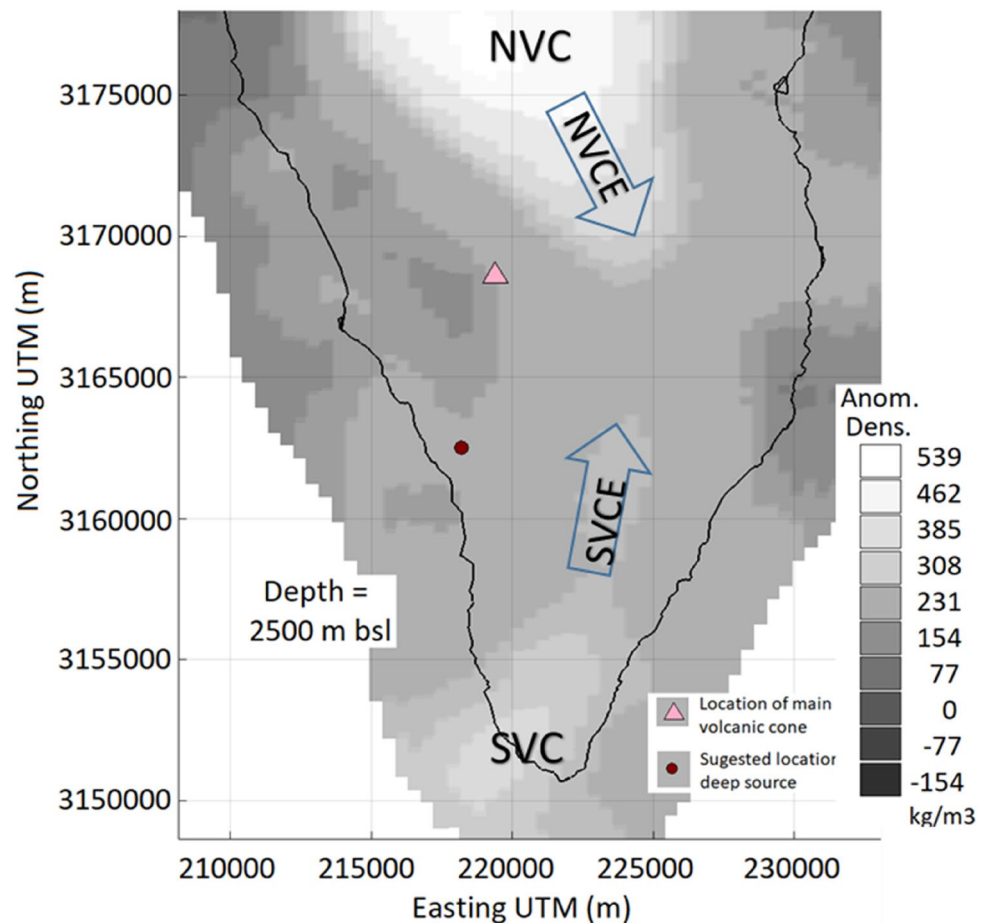 NVC
3175000
NVCE
3170000
3165000
3160000
3155000
3150000
Northing UTM (m)
SVCE
Depth =
2500 m bsl
SVC
Anom.
Dens.
539
462
385
308
231
154
77
0
-77
-154
kg/m3
Location of main
volcanic cone
Sugested location
deep source
210000 215000 220000 225000 230000
Easting UTM (m)